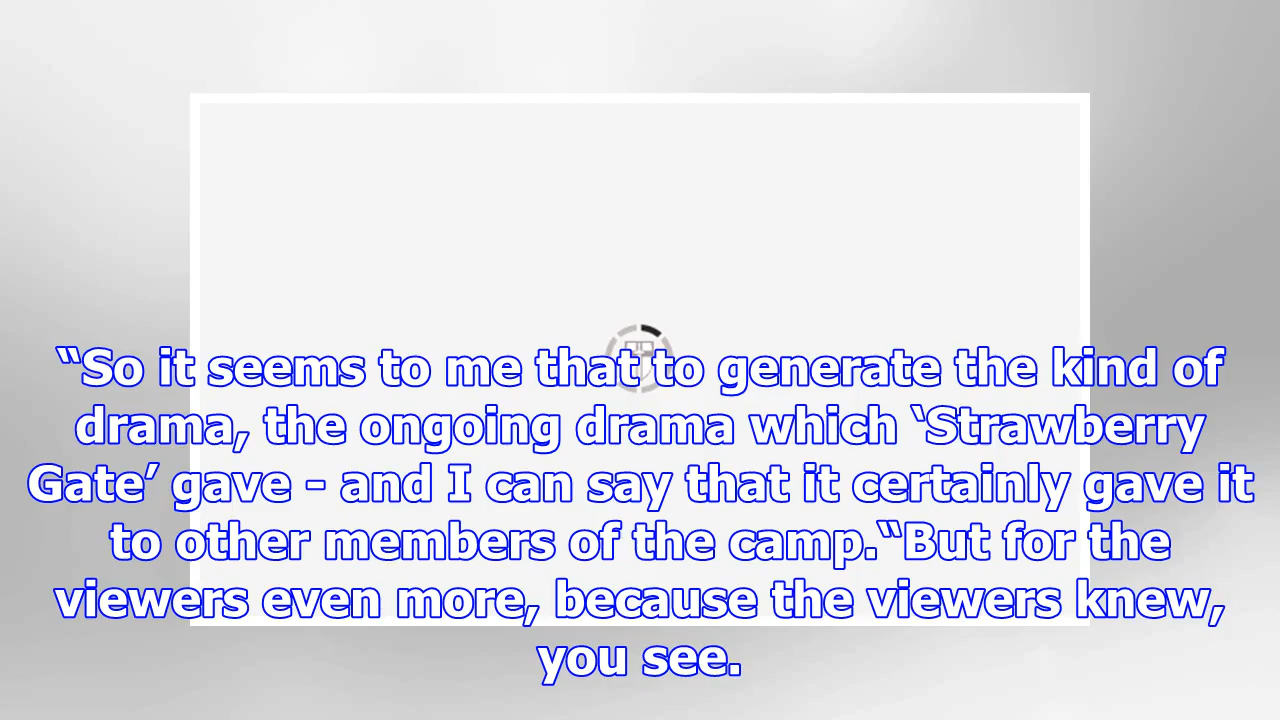 “So it seems to me that to generate the kind of
drama, the ongoing drama which ‘Strawberry
Gate’ gave - and I can say that it certainly gave it
to other members of the camp.“But for the
viewers even more, because the viewers knew,
you see.